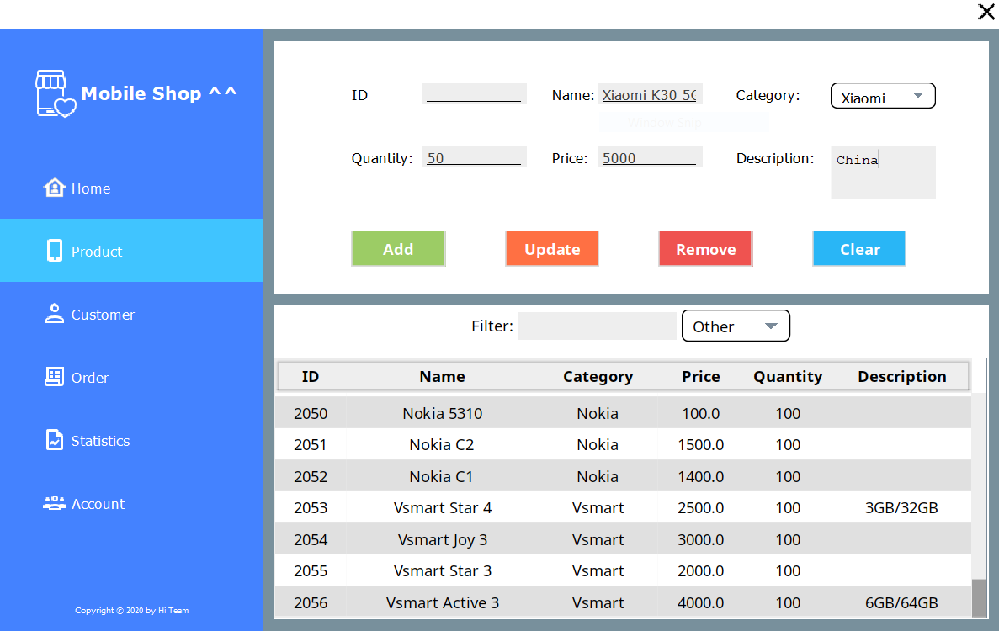 Mobile Shop ^^
Home
Product
Customer
Order
Statistics
Account
Copyright © 2020 by Hi Team
ID Name: Xiaomi K30 5G Category: Xiaomi
Window Snip
Quantity: 50 Price: 5000 Description: China
Add Update Remove Clear
Filter: Other
ID Name Category Price Quantity Description
2050 Nokia 5310 Nokia 100.0 100
2051 Nokia C2 Nokia 1500.0 100
2052 Nokia C1 Nokia 1400.0 100
2053 Vsmart Star 4 Vsmart 2500.0 100 3GB/32GB
2054 Vsmart Joy 3 Vsmart 3000.0 100
2055 Vsmart Star 3 Vsmart 2000.0 100
2056 Vsmart Active 3 Vsmart 4000.0 100 6GB/64GB